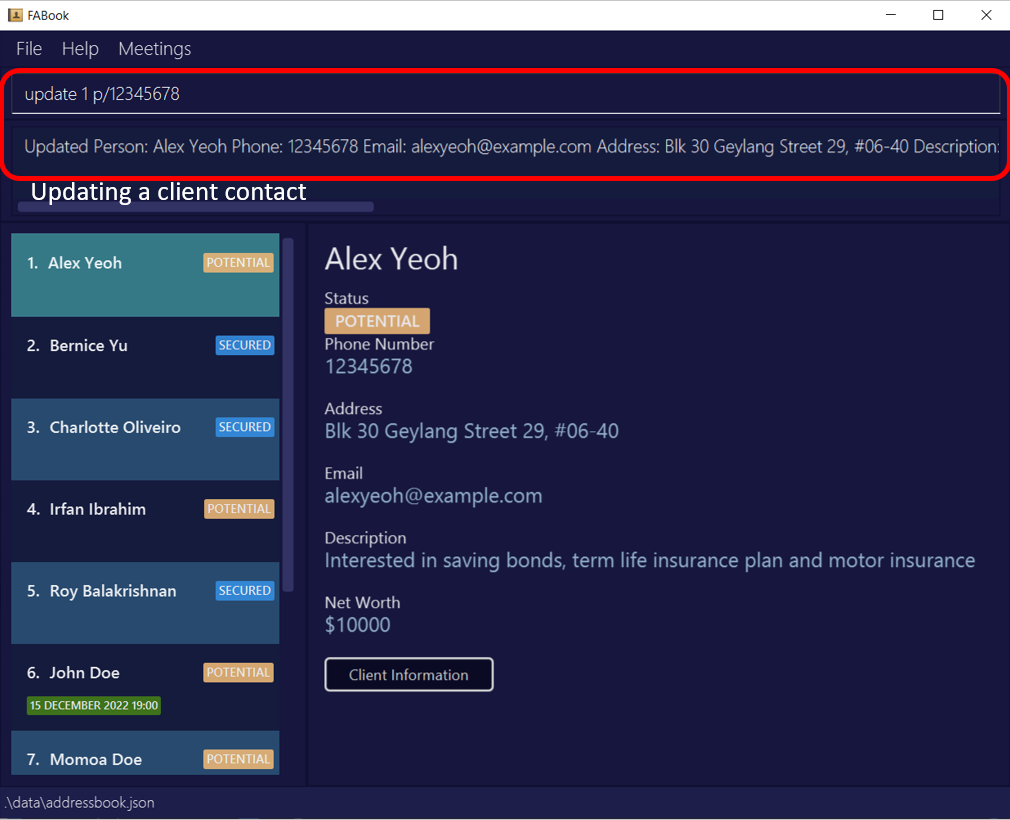 FABook
File Help Meetings
update 1 p/12345678
Updated Person: Alex Yeoh Phone: 12345678 Email: alexyeoh@example.com Address: Blk 30 Geylang Street 29, #06-40 Description:
Updating a client contact
1. Alex Yeoh POTENTIAL
2. Bernice Yu SECURED
3. Charlotte Oliveiro SECURED
4. Irfan Ibrahim POTENTIAL
5. Roy Balakrishnan SECURED
6. John Doe POTENTIAL
15 DECEMBER 2022 19:00
7. Momoa Doe POTENTIAL
Alex Yeoh
Status
POTENTIAL
Phone Number
12345678
Address
Blk 30 Geylang Street 29, #06-40
Email
alexyeoh@example.com
Description
Interested in saving bonds, term life insurance plan and motor insurance
Net Worth
$10000
Client Information
.\data\addressbook.json